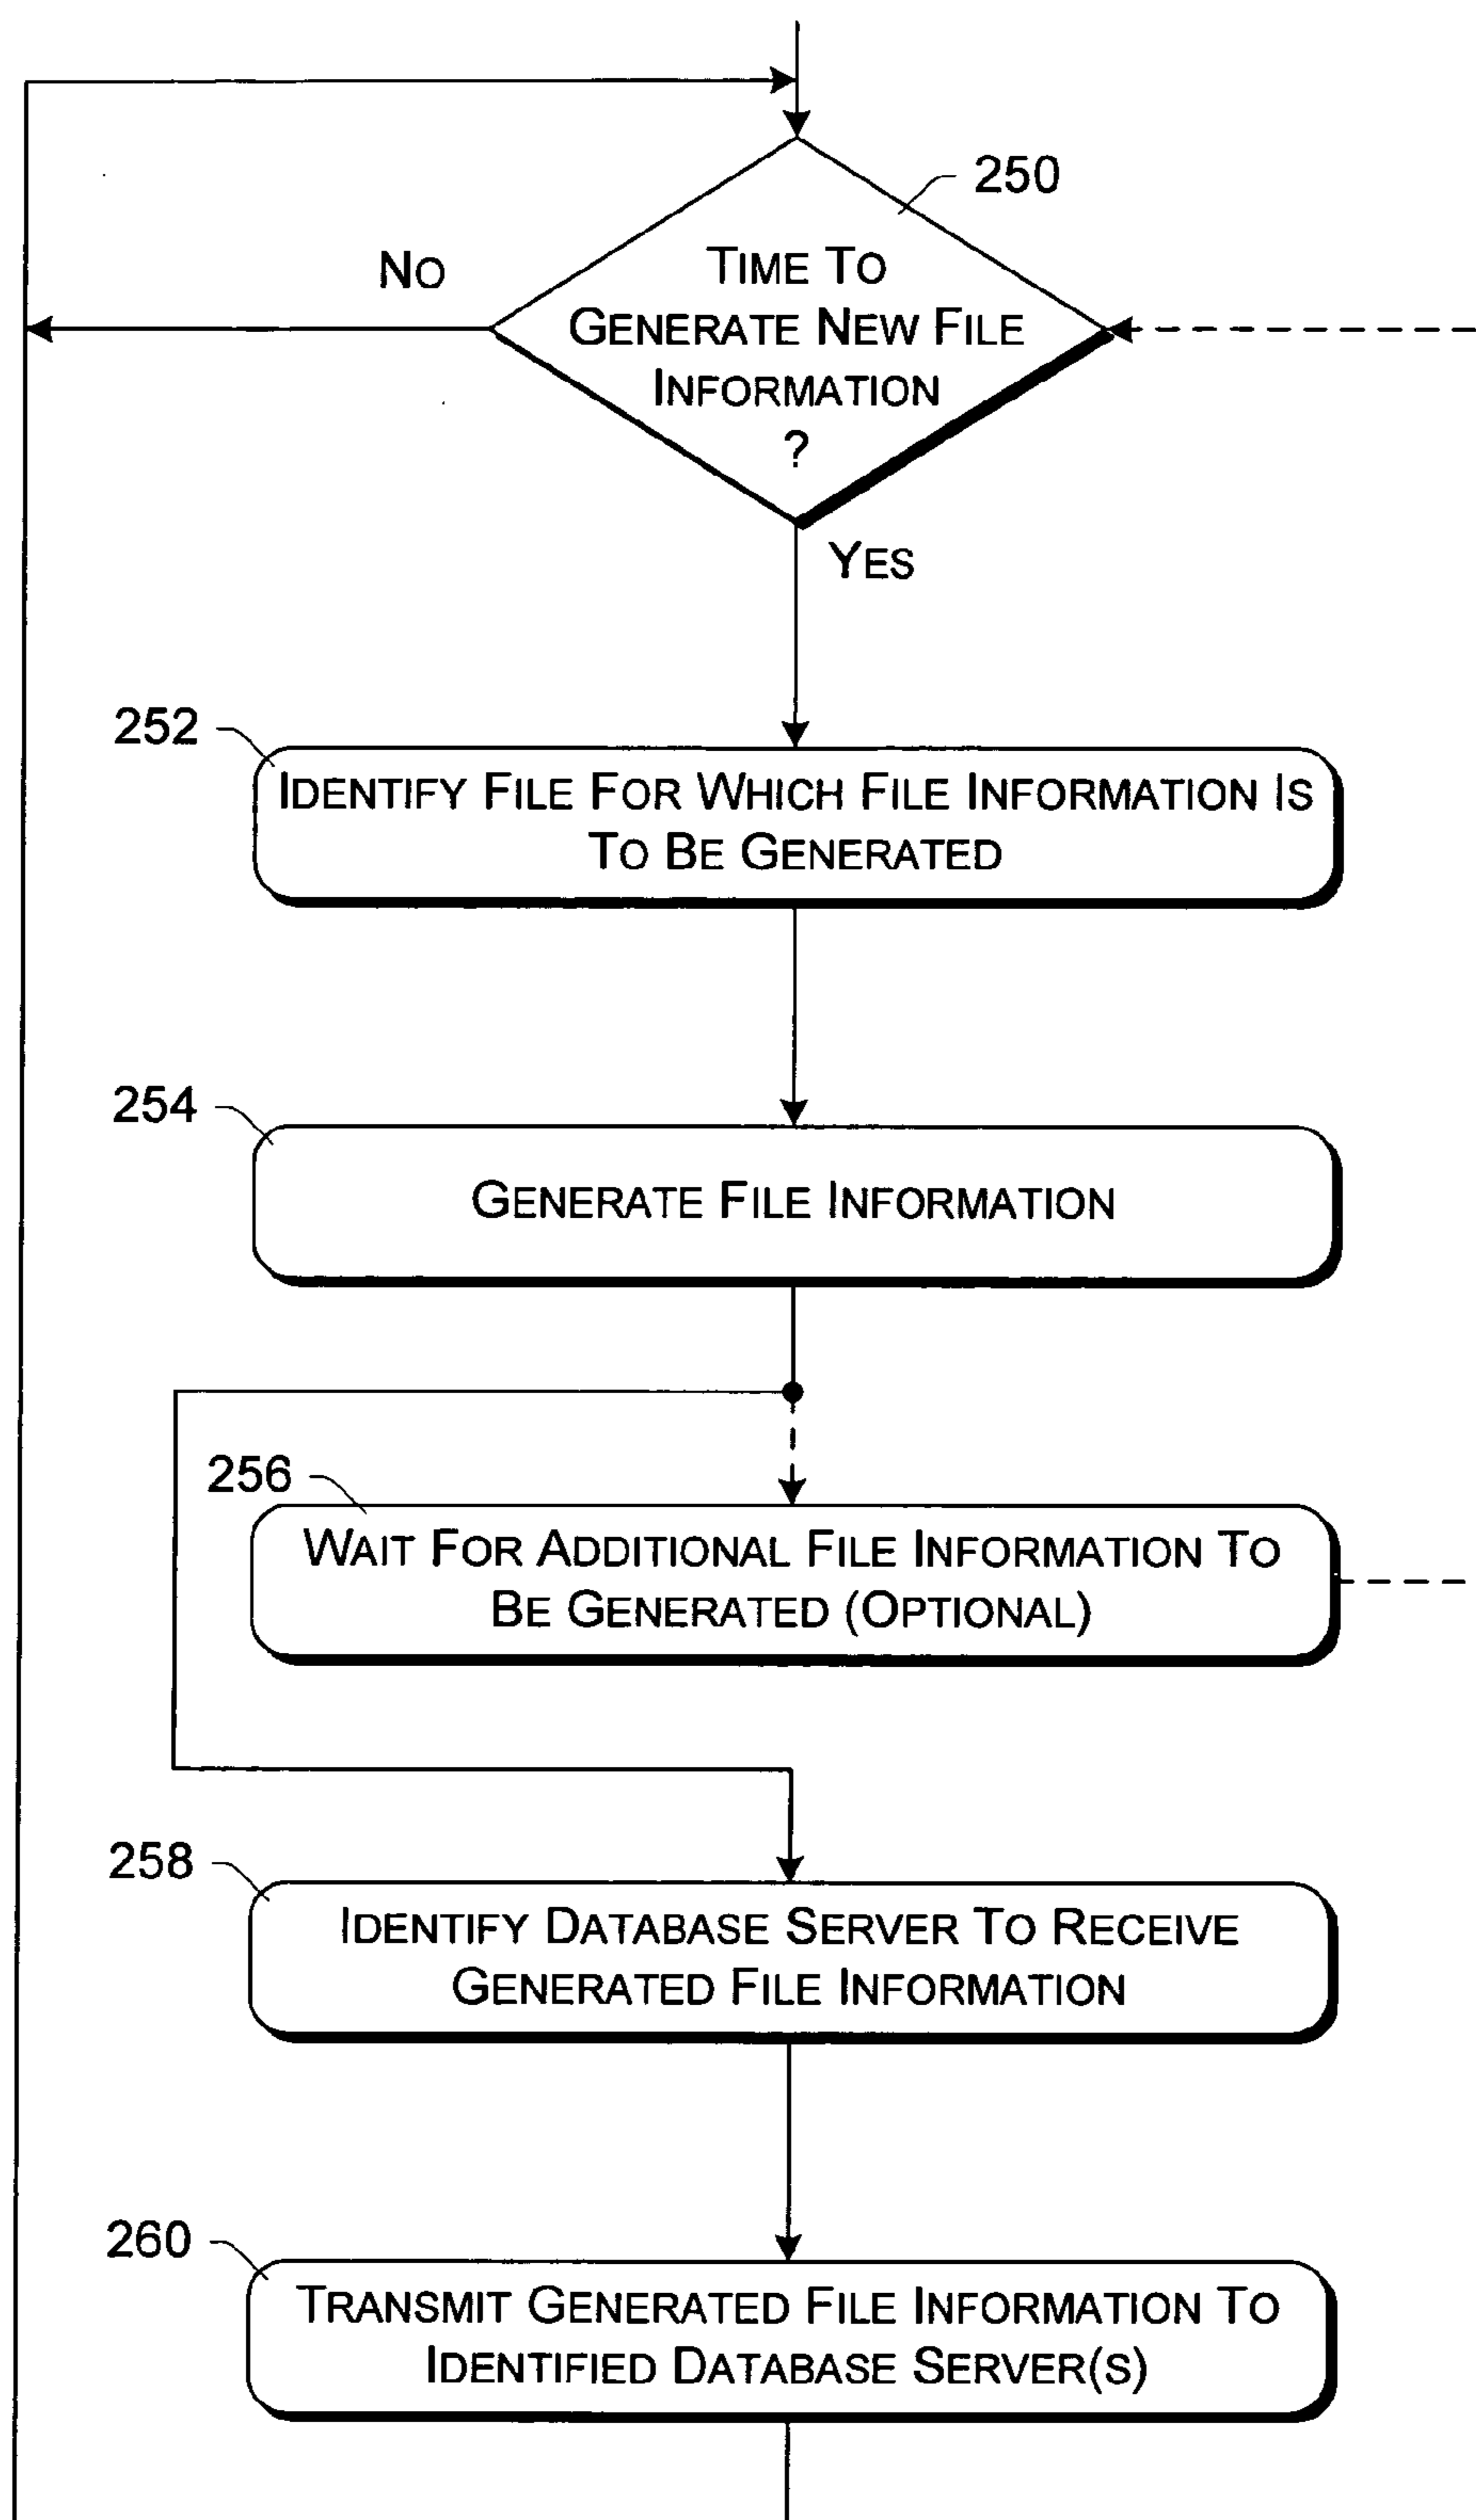 250
NO
TIME TO
GENERATE NEW FILE
INFORMATION
?
YES
252
IDENTIFY FILE FOR WHICH FILE INFORMATION IS
TO BE GENERATED
254
GENERATE FILE INFORMATION
256
WAIT FOR ADDITIONAL FILE INFORMATION TO
BE GENERATED (OPTIONAL)
258
IDENTIFY DATABASE SERVER TO RECEIVE
GENERATED FILE INFORMATION
260
TRANSMIT GENERATED FILE INFORMATION TO
IDENTIFIED DATABASE SERVER(S)